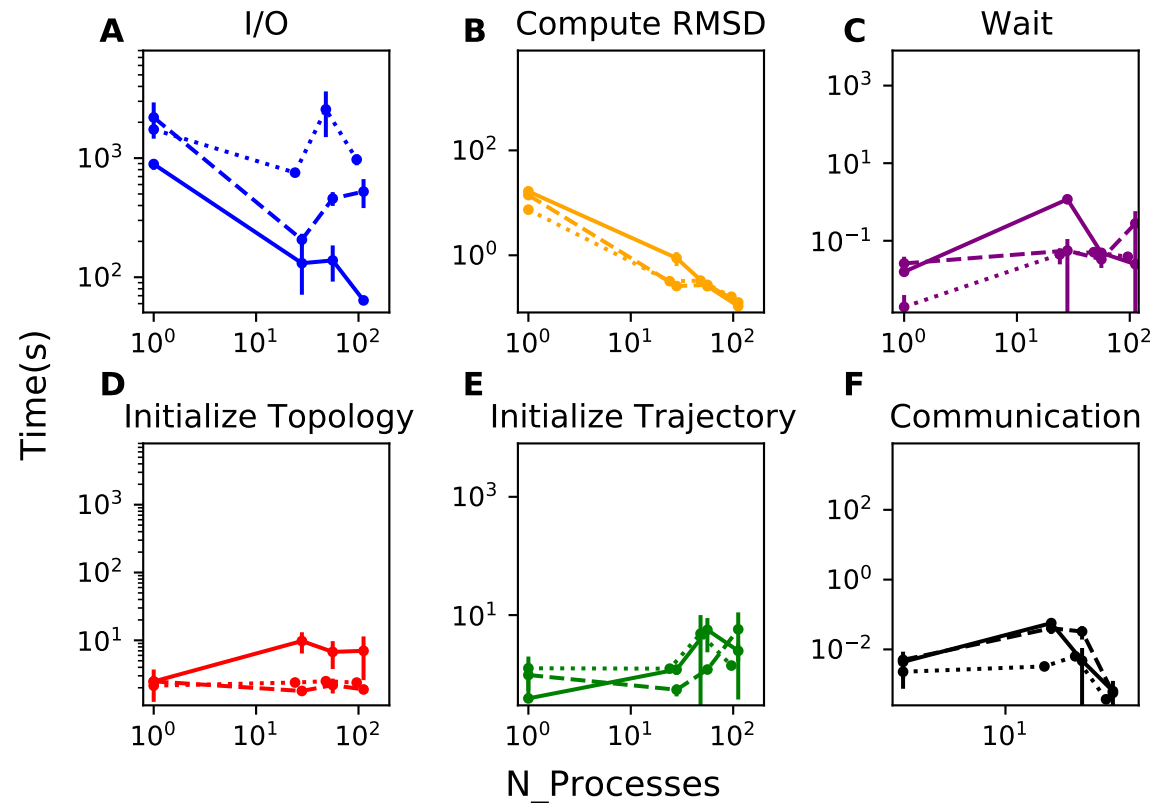 A I/O
10³
10²
10⁰ 10¹ 10²
B Compute RMSD
10²
10⁰
10⁰ 10¹ 10²
C Wait
10³
10¹
10⁻¹
10⁰ 10¹ 10²
Time(s)
D
Initialize Topology
10³
10²
10¹
10⁰ 10¹ 10²
E
Initialize Trajectory
10³
10¹
10⁰ 10¹ 10²
F
Communication
10²
10⁰
10⁻²
10¹
N_Processes